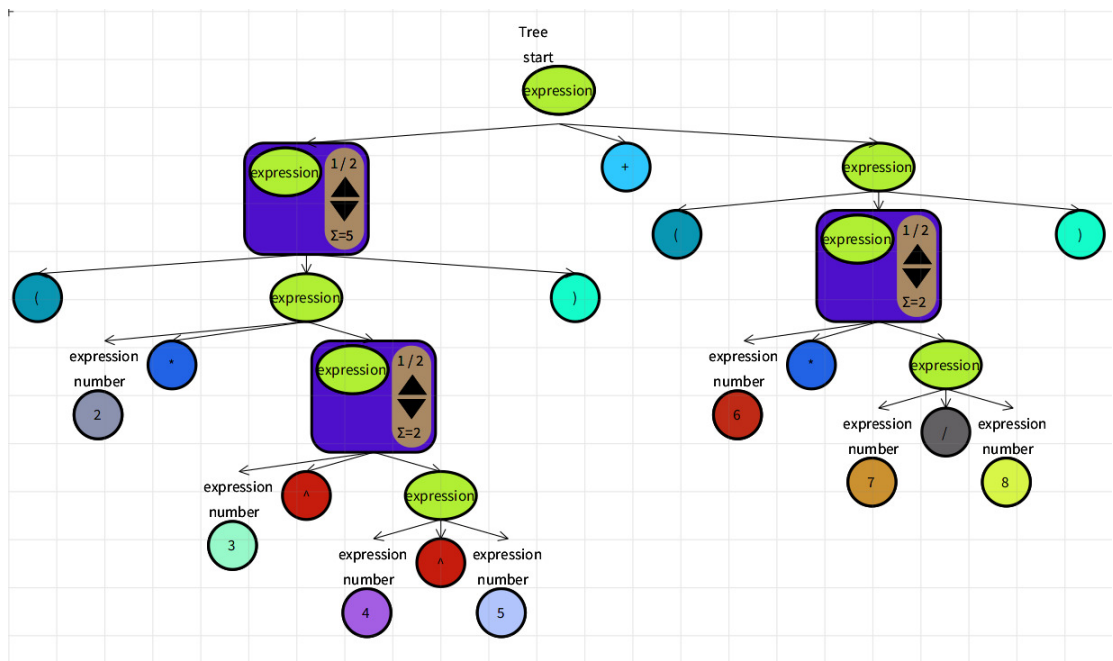 Tree
start
expression
expression 1 / 2
Σ=5
+
expression
( expression )
( expression 1 / 2 )
Σ=2
expression
number
2
*
expression 1 / 2
Σ=2
expression
number
6
*
expression
expression
number
3
^
expression
expression
number
7
/
expression
number
8
expression
number
4
^
expression
number
5